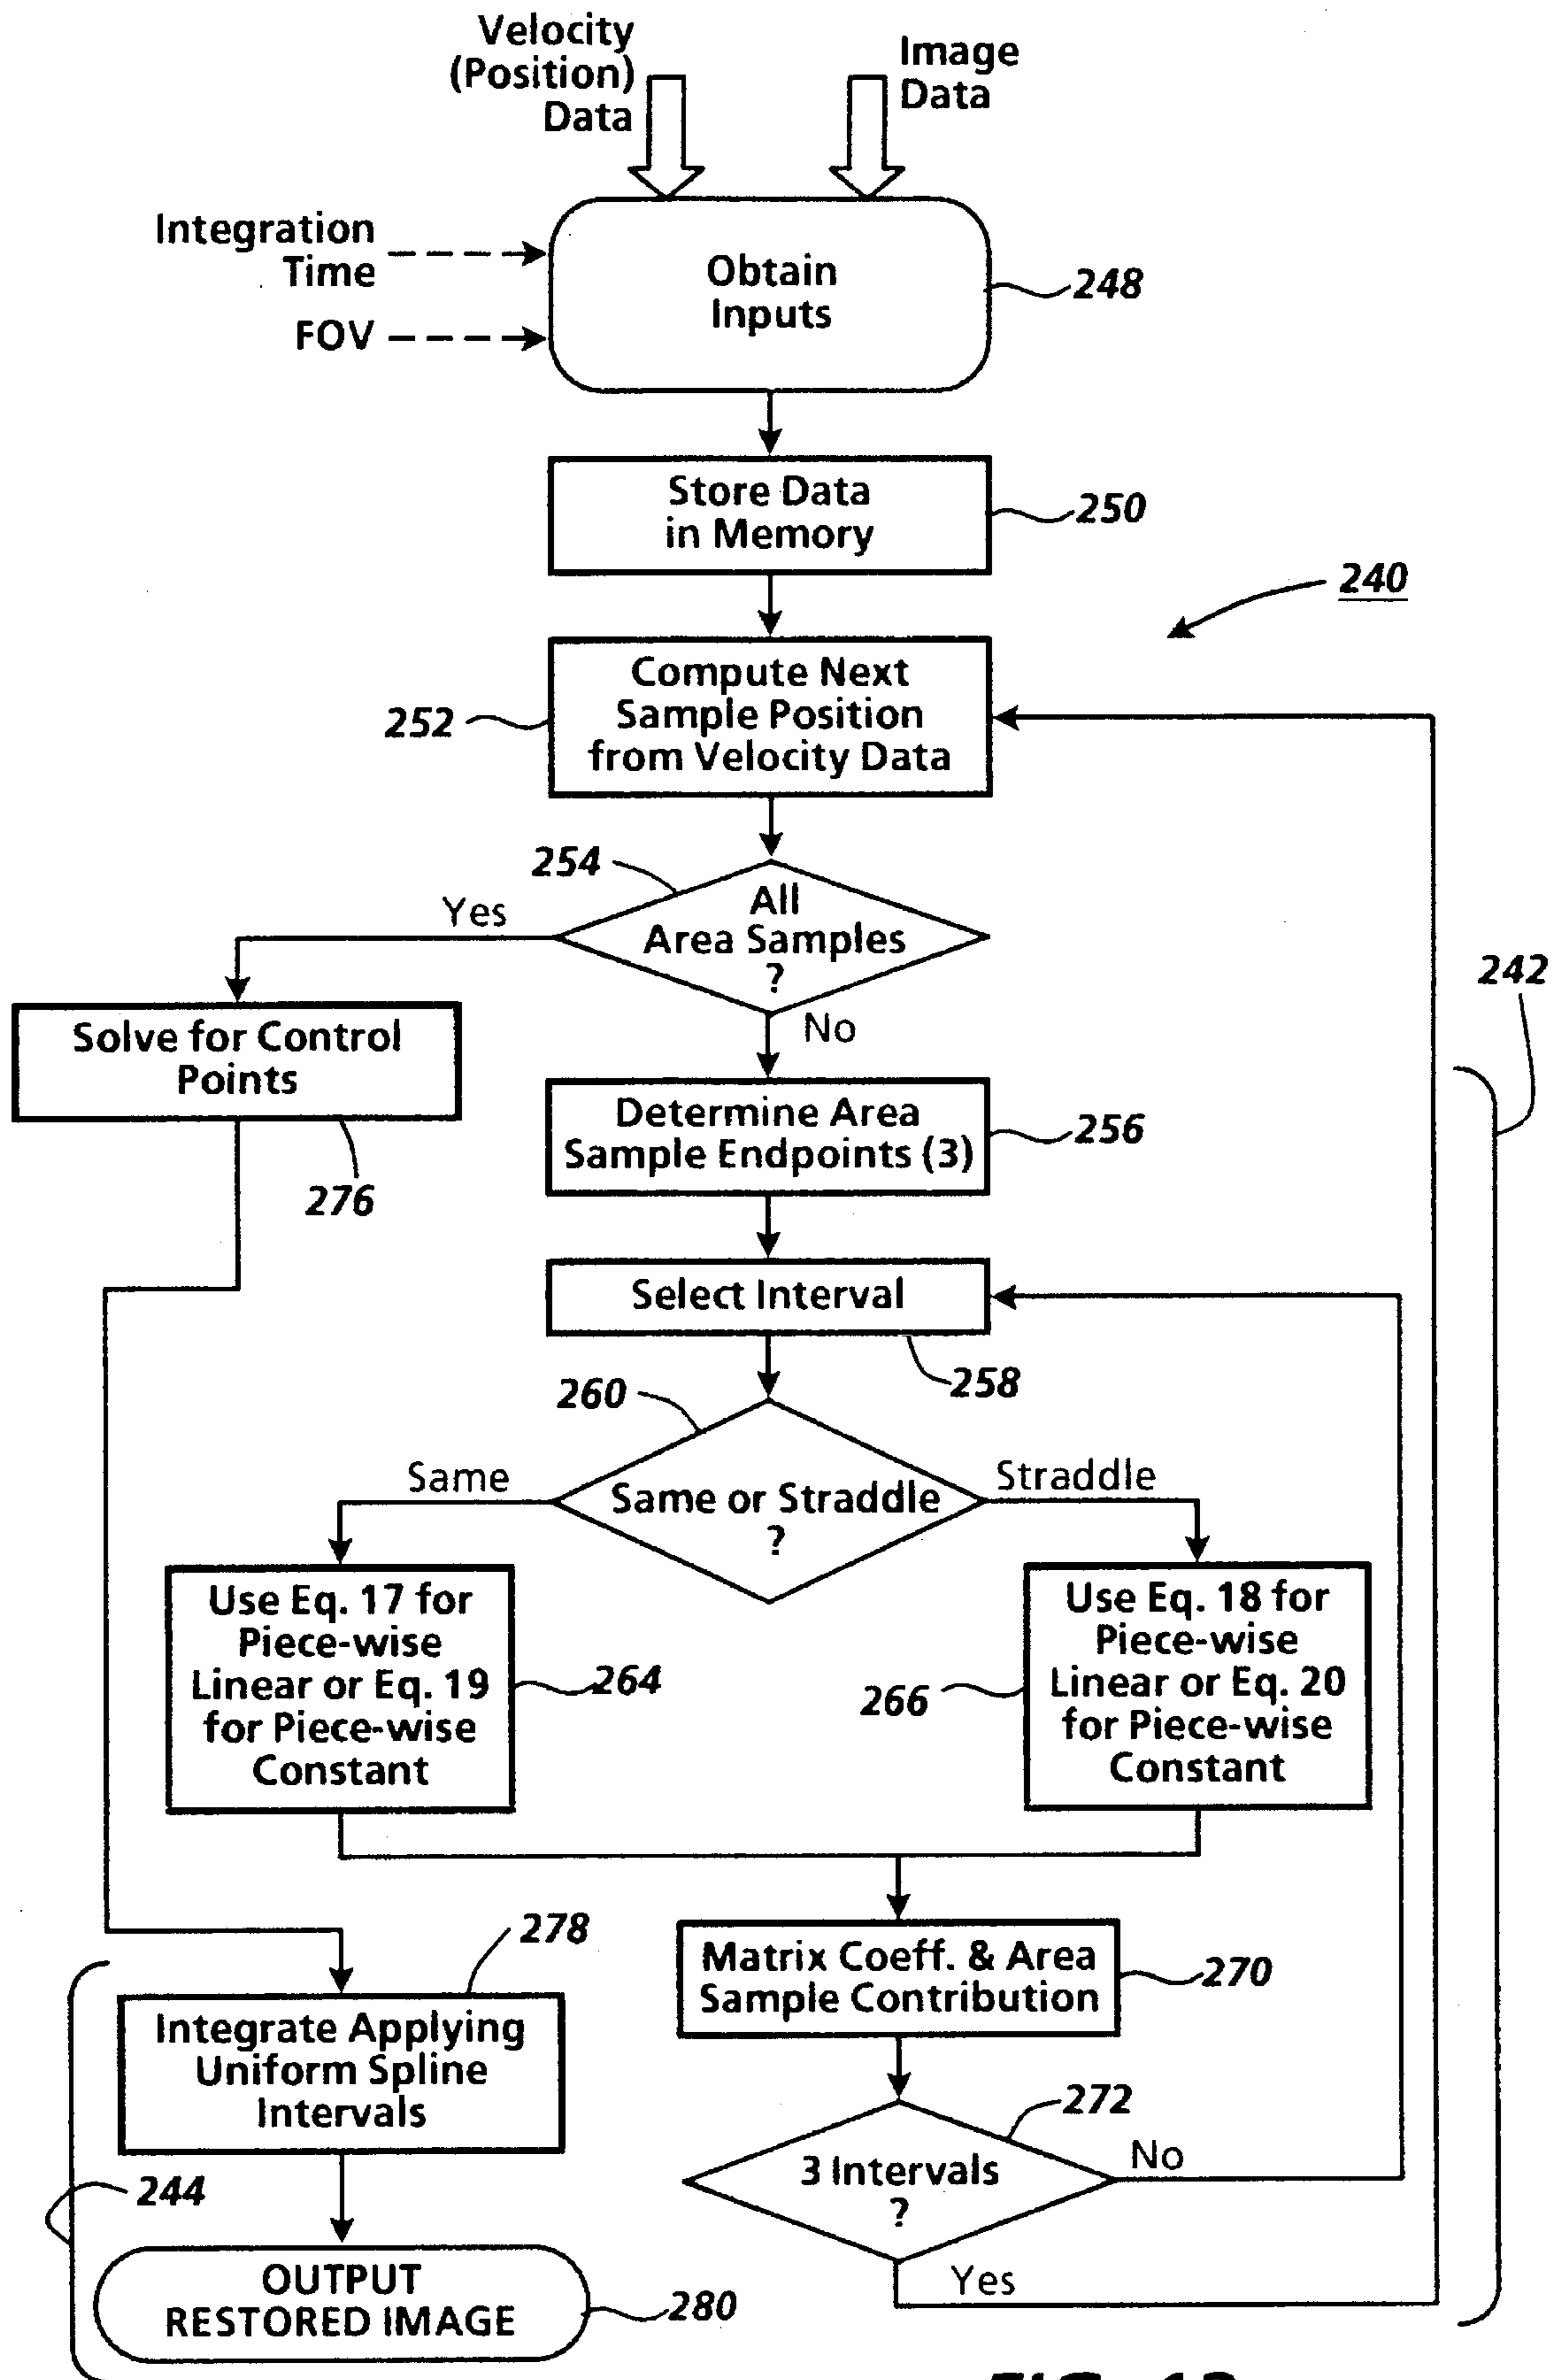 Velocity
(Position)
Data
Image
Data
Integration
Time
FOV
Obtain
Inputs
248
Store Data
in Memory
250
240
Compute Next
Sample Position
from Velocity Data
252
254
All
Area Samples
?
Yes
No
242
Solve for Control
Points
276
Determine Area
Sample Endpoints (3)
256
Select Interval
258
260
Same or Straddle
?
Same
Straddle
Use Eq. 17 for
Piece-wise
Linear or Eq. 19
for Piece-wise
Constant
264
Use Eq. 18 for
Piece-wise
Linear or Eq. 20
for Piece-wise
Constant
266
Matrix Coeff. & Area
Sample Contribution
270
278
Integrate Applying
Uniform Spline
Intervals
272
3 Intervals
?
No
Yes
244
OUTPUT
RESTORED IMAGE
280